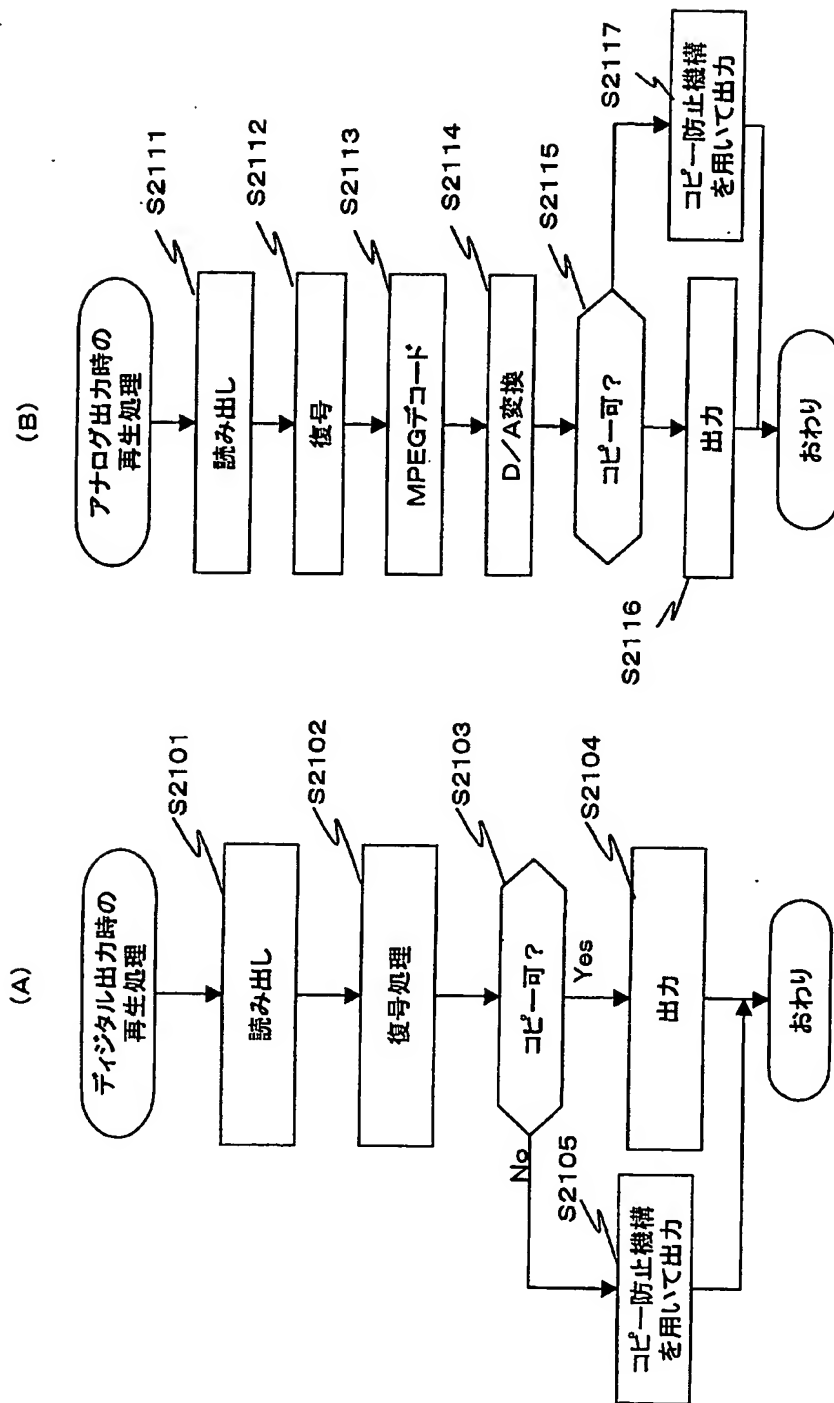 (A)
ディジタル出力時の
再生処理
S2101
読み出し
S2102
復号処理
S2103
コピー可？
No
Yes
S2104
出力
S2105
コピー防止機構
を用いて出力
おわり
(B)
アナログ出力時の
再生処理
S2111
読み出し
S2112
復号
S2113
MPEGデコード
S2114
D／A変換
S2115
コピー可？
S2116
出力
S2117
コピー防止機構
を用いて出力
おわり